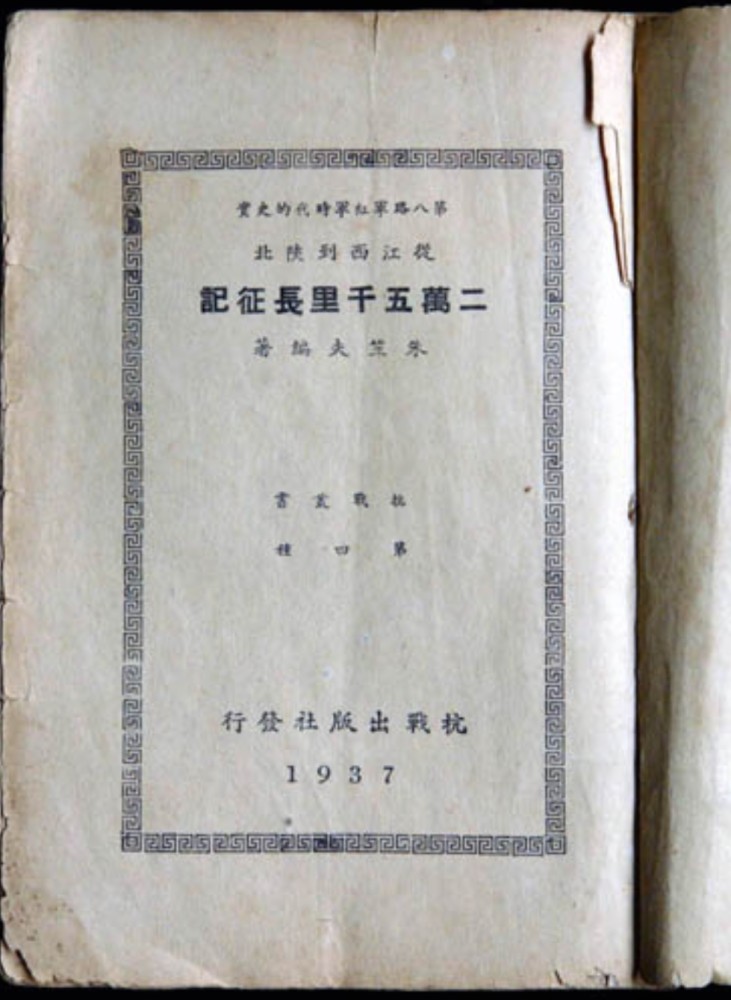 第八路軍紅軍時代的史實
從江西到陝北
二萬五千里長征記
朱笠夫編著
抗戰叢書
第四種
抗戰出版社發行
1937